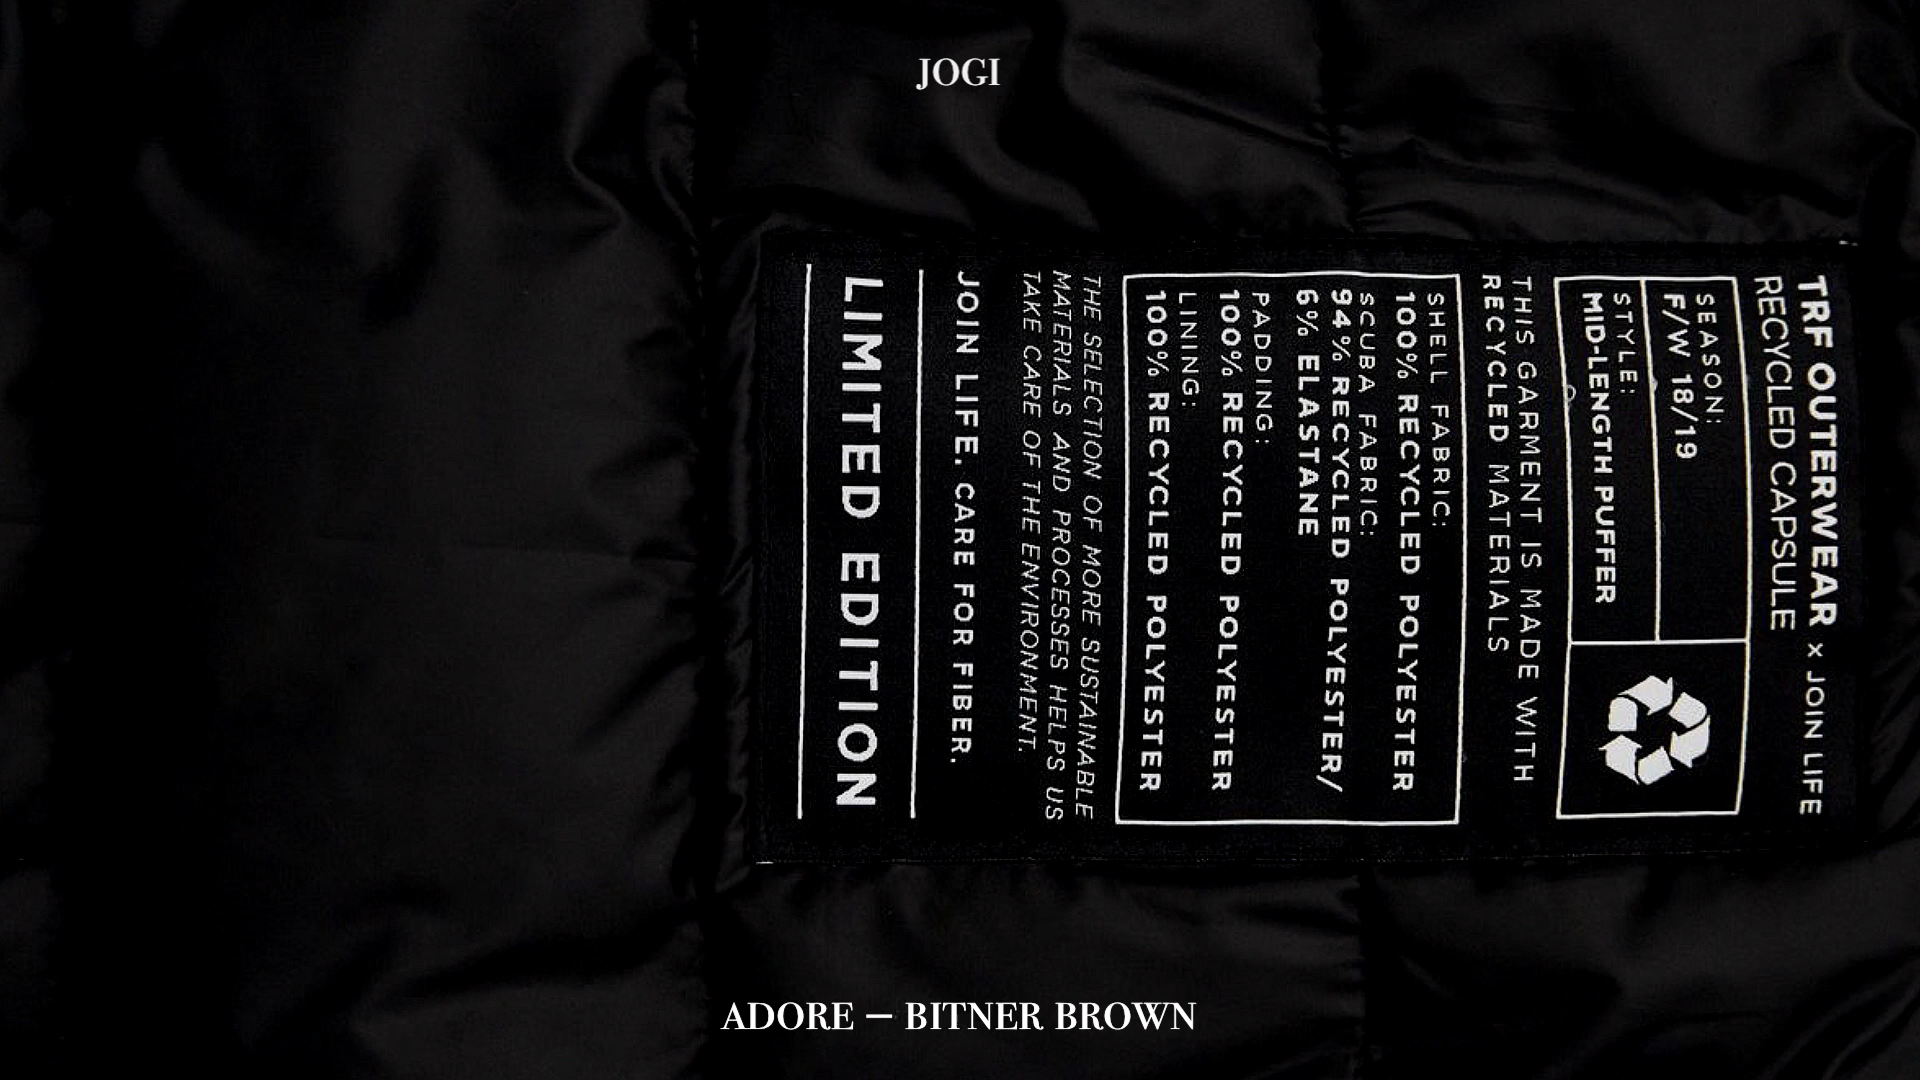 JOGI
TRF OUTERWEAR x JOIN LIFE
RECYCLED CAPSULE
SEASON:
F/W 18/19
STYLE:
MID-LENGTH PUFFER
THIS GARMENT IS MADE WITH
RECYCLED MATERIALS
SHELL FABRIC:
100% RECYCLED POLYESTER
SCUBA FABRIC:
94% RECYCLED POLYESTER/
6% ELASTANE
PADDING:
100% RECYCLED POLYESTER
LINING:
100% RECYCLED POLYESTER
THE SELECTION OF MORE SUSTAINABLE
MATERIALS AND PROCESSES HELPS US
TAKE CARE OF THE ENVIRONMENT.
JOIN LIFE. CARE FOR FIBER.
LIMITED EDITION
ADORE — BITNER BROWN